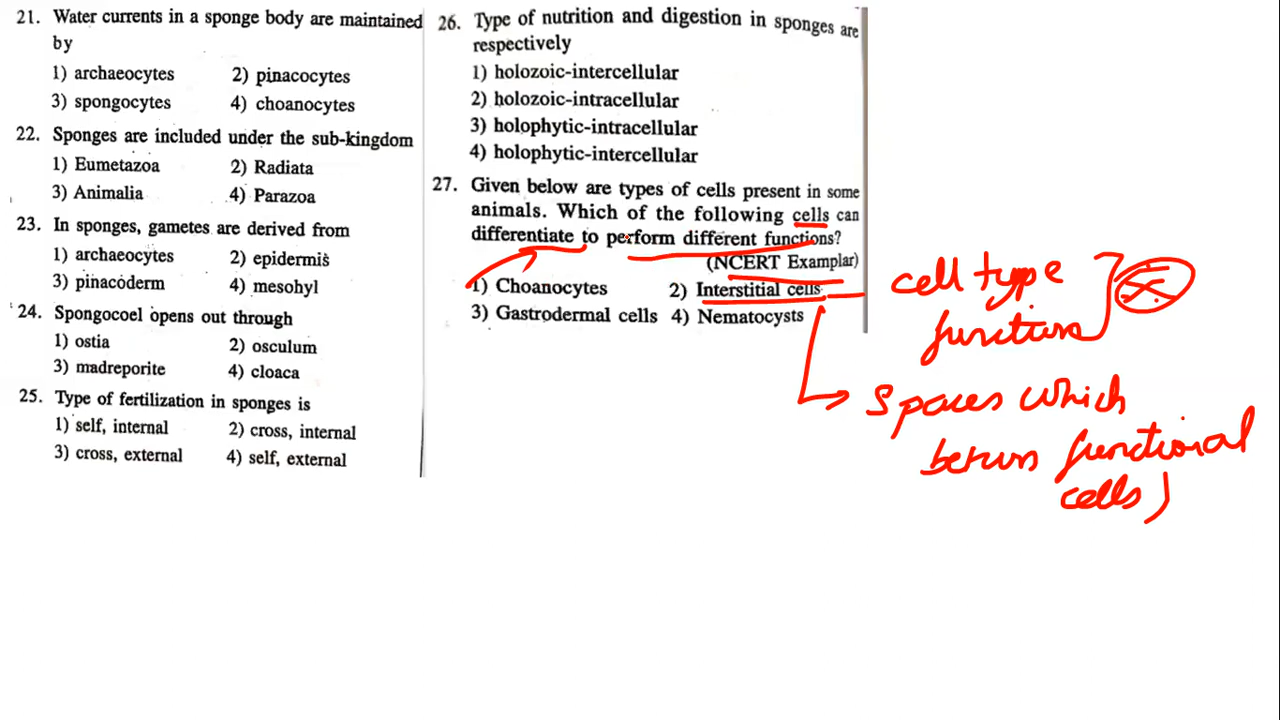 21. Water currents in a sponge body are maintained
by
1) archaeocytes 2) pinacocytes
3) spongocytes 4) choanocytes
22. Sponges are included under the sub-kingdom
1) Eumetazoa 2) Radiata
3) Animalia 4) Parazoa
23. In sponges, gametes are derived from
1) archaeocytes 2) epidermis
3) pinacoderm 4) mesohyl
24. Spongocoel opens out through
1) ostia 2) osculum
3) madreporite 4) cloaca
25. Type of fertilization in sponges is
1) self, internal 2) cross, internal
3) cross, external 4) self, external
26. Type of nutrition and digestion in sponges are
respectively
1) holozoic-intercellular
2) holozoic-intracellular
3) holophytic-intracellular
4) holophytic-intercellular
27. Given below are types of cells present in some
animals. Which of the following cells can
differentiate to perform different functions?
(NCERT Examplar)
1) Choanocytes 2) Interstitial cells
3) Gastrodermal cells 4) Nematocysts
cell type
function
spaces which
functional
cells)